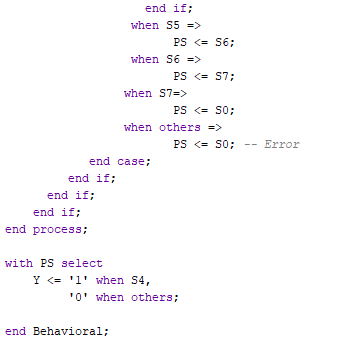 end if;
when S5 =>
PS <= S6;
when S6 =>
PS <= S7;
when S7=>
PS <= S0;
when others =>
PS <= S0; -- Error
end case;
end if;
end if;
end if;
end process;
with PS select
Y <= '1' when S4,
'0' when others;
end Behavioral;